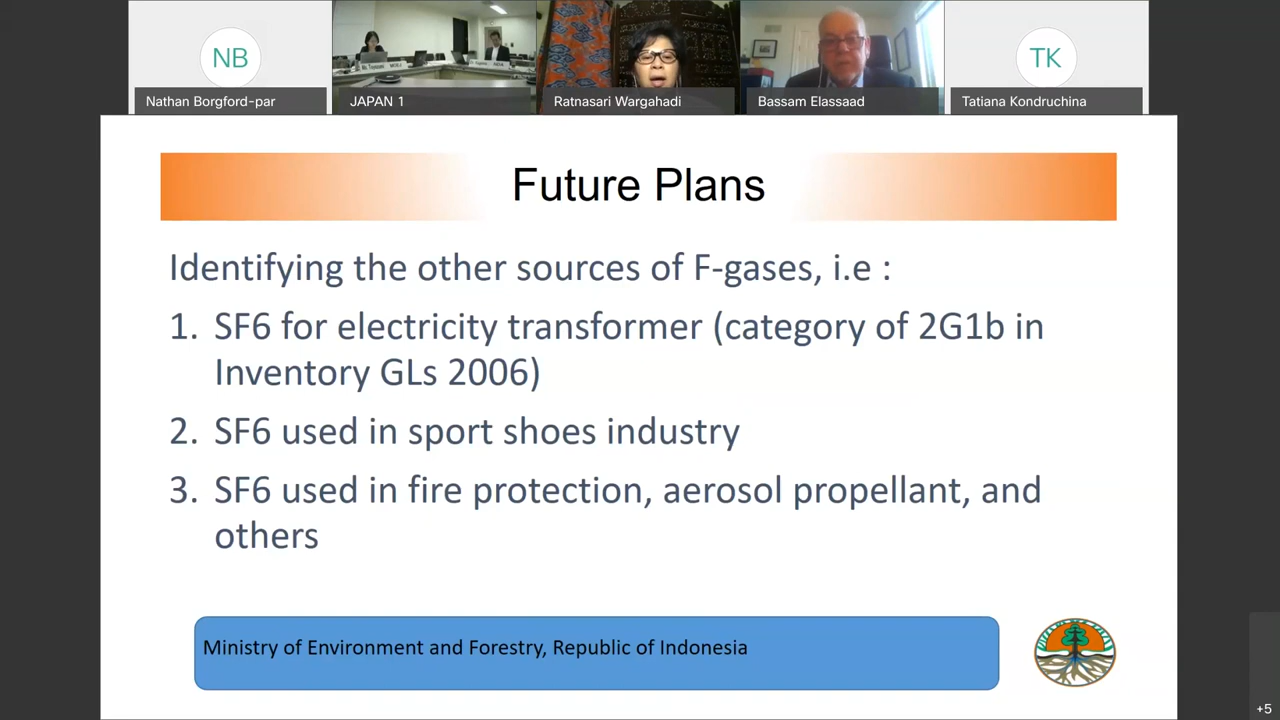 NB
TK
Nathan Borgford-par
JAPAN 1
Ratnasari Wargahadi
Bassam Elassaad
Tatiana Kondruchina
Future Plans
Identifying the other sources of F-gases, i.e :
1. SF6 for electricity transformer (category of 2G1b in
Inventory GLs 2006)
2. SF6 used in sport shoes industry
3. SF6 used in fire protection, aerosol propellant, and
others
Ministry of Environment and Forestry, Republic of Indonesia
+5